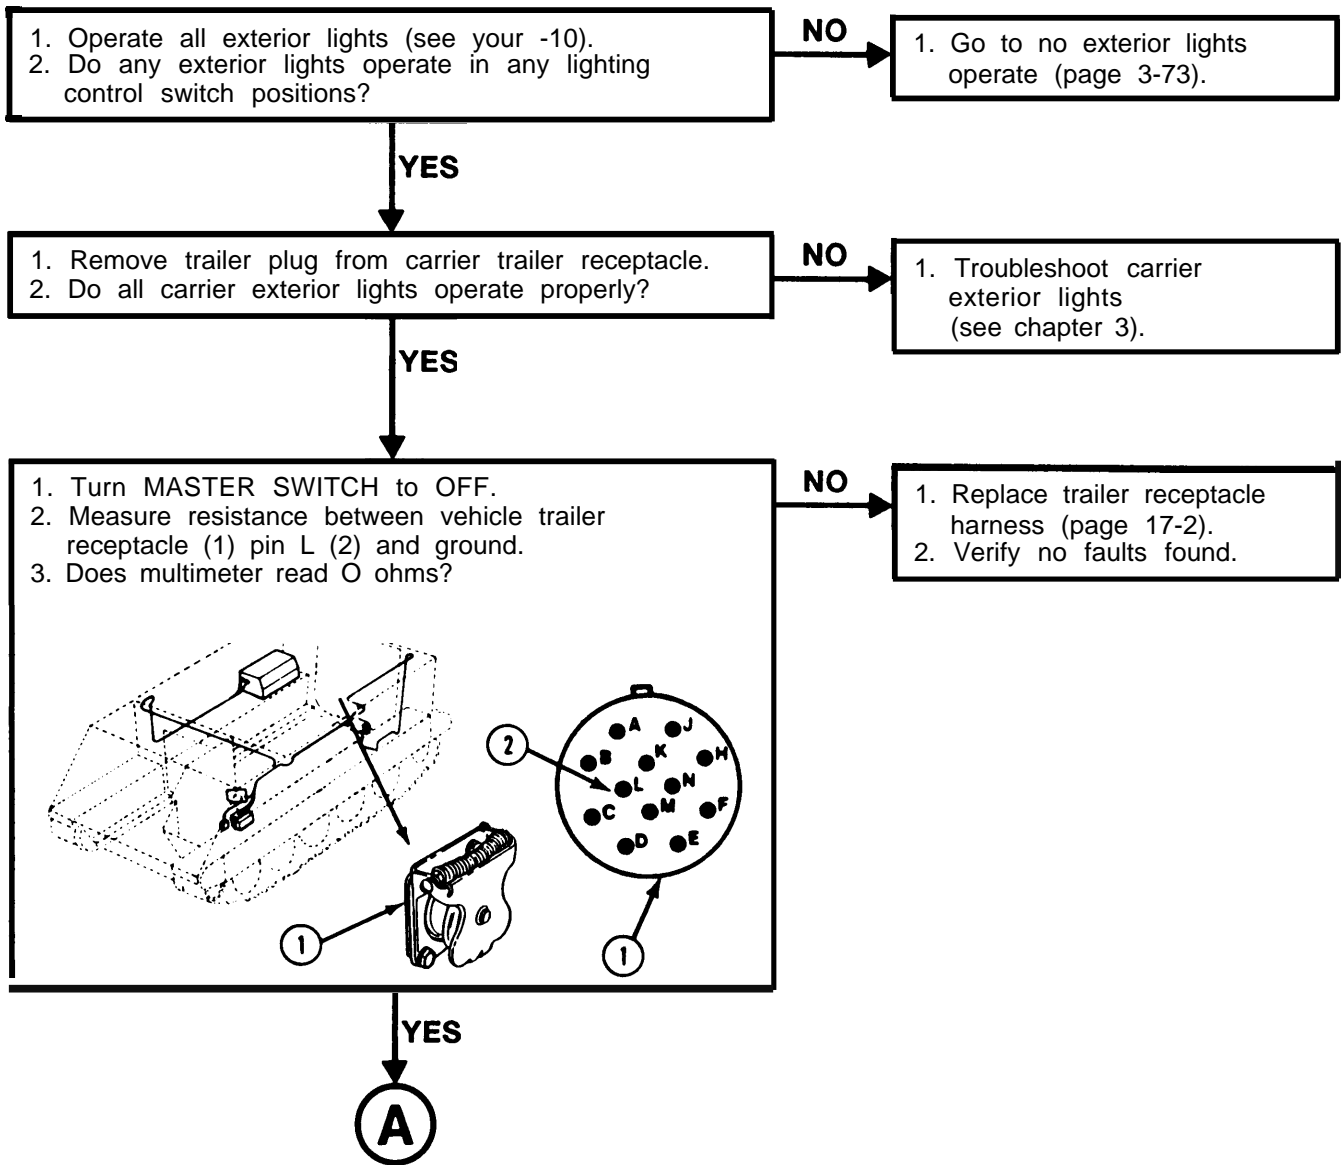 1. Operate all exterior lights (see your -10).
2. Do any exterior lights operate in any lighting
control switch positions?
NO
1. Go to no exterior lights
operate (page 3-73).
YES
1. Remove trailer plug from carrier trailer receptacle.
2. Do all carrier exterior lights operate properly?
NO
1. Troubleshoot carrier
exterior lights
(see chapter 3).
YES
1. Turn MASTER SWITCH to OFF.
2. Measure resistance between vehicle trailer
receptacle (1) pin L (2) and ground.
3. Does multimeter read O ohms?
NO
1. Replace trailer receptacle
harness (page 17-2).
2. Verify no faults found.
A J
B K H
2
L N
C M F
D E
1
1
YES
A